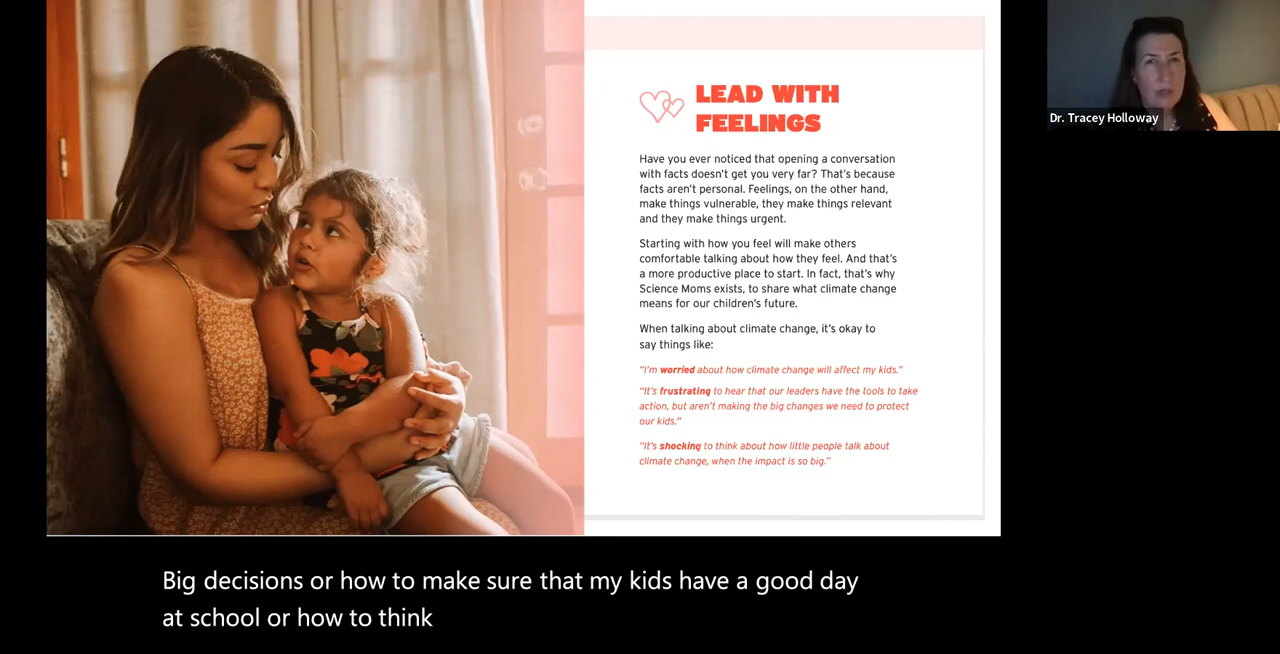 LEAD WITH
FEELINGS
Have you ever noticed that opening a conversation
with facts doesn't get you very far? That's because
facts aren't personal. Feelings, on the other hand,
make things vulnerable, they make things relevant
and they make things urgent.
Starting with how you feel will make others
comfortable talking about how they feel. And that's
a more productive place to start. In fact, that's why
Science Moms exists, to share what climate change
means for our children's future.
When talking about climate change, it's okay to
say things like:
"I'm worried about how climate change will affect my kids."
"It's frustrating to hear that our leaders have the tools to take
action, but aren't making the big changes we need to protect
our kids."
"It's shocking to think about how little people talk about
climate change, when the impact is so big."
Dr. Tracey Holloway
Big decisions or how to make sure that my kids have a good day
at school or how to think